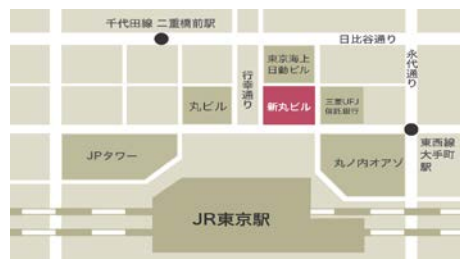 千代田線 二重橋前駅
日比谷通り
永代通り
東京海上
日動ビル
行幸通り
丸ビル
新丸ビル
三菱UFJ
信託銀行
JPタワー
丸ノ内オアゾ
東西線
大手町
駅
JR東京駅